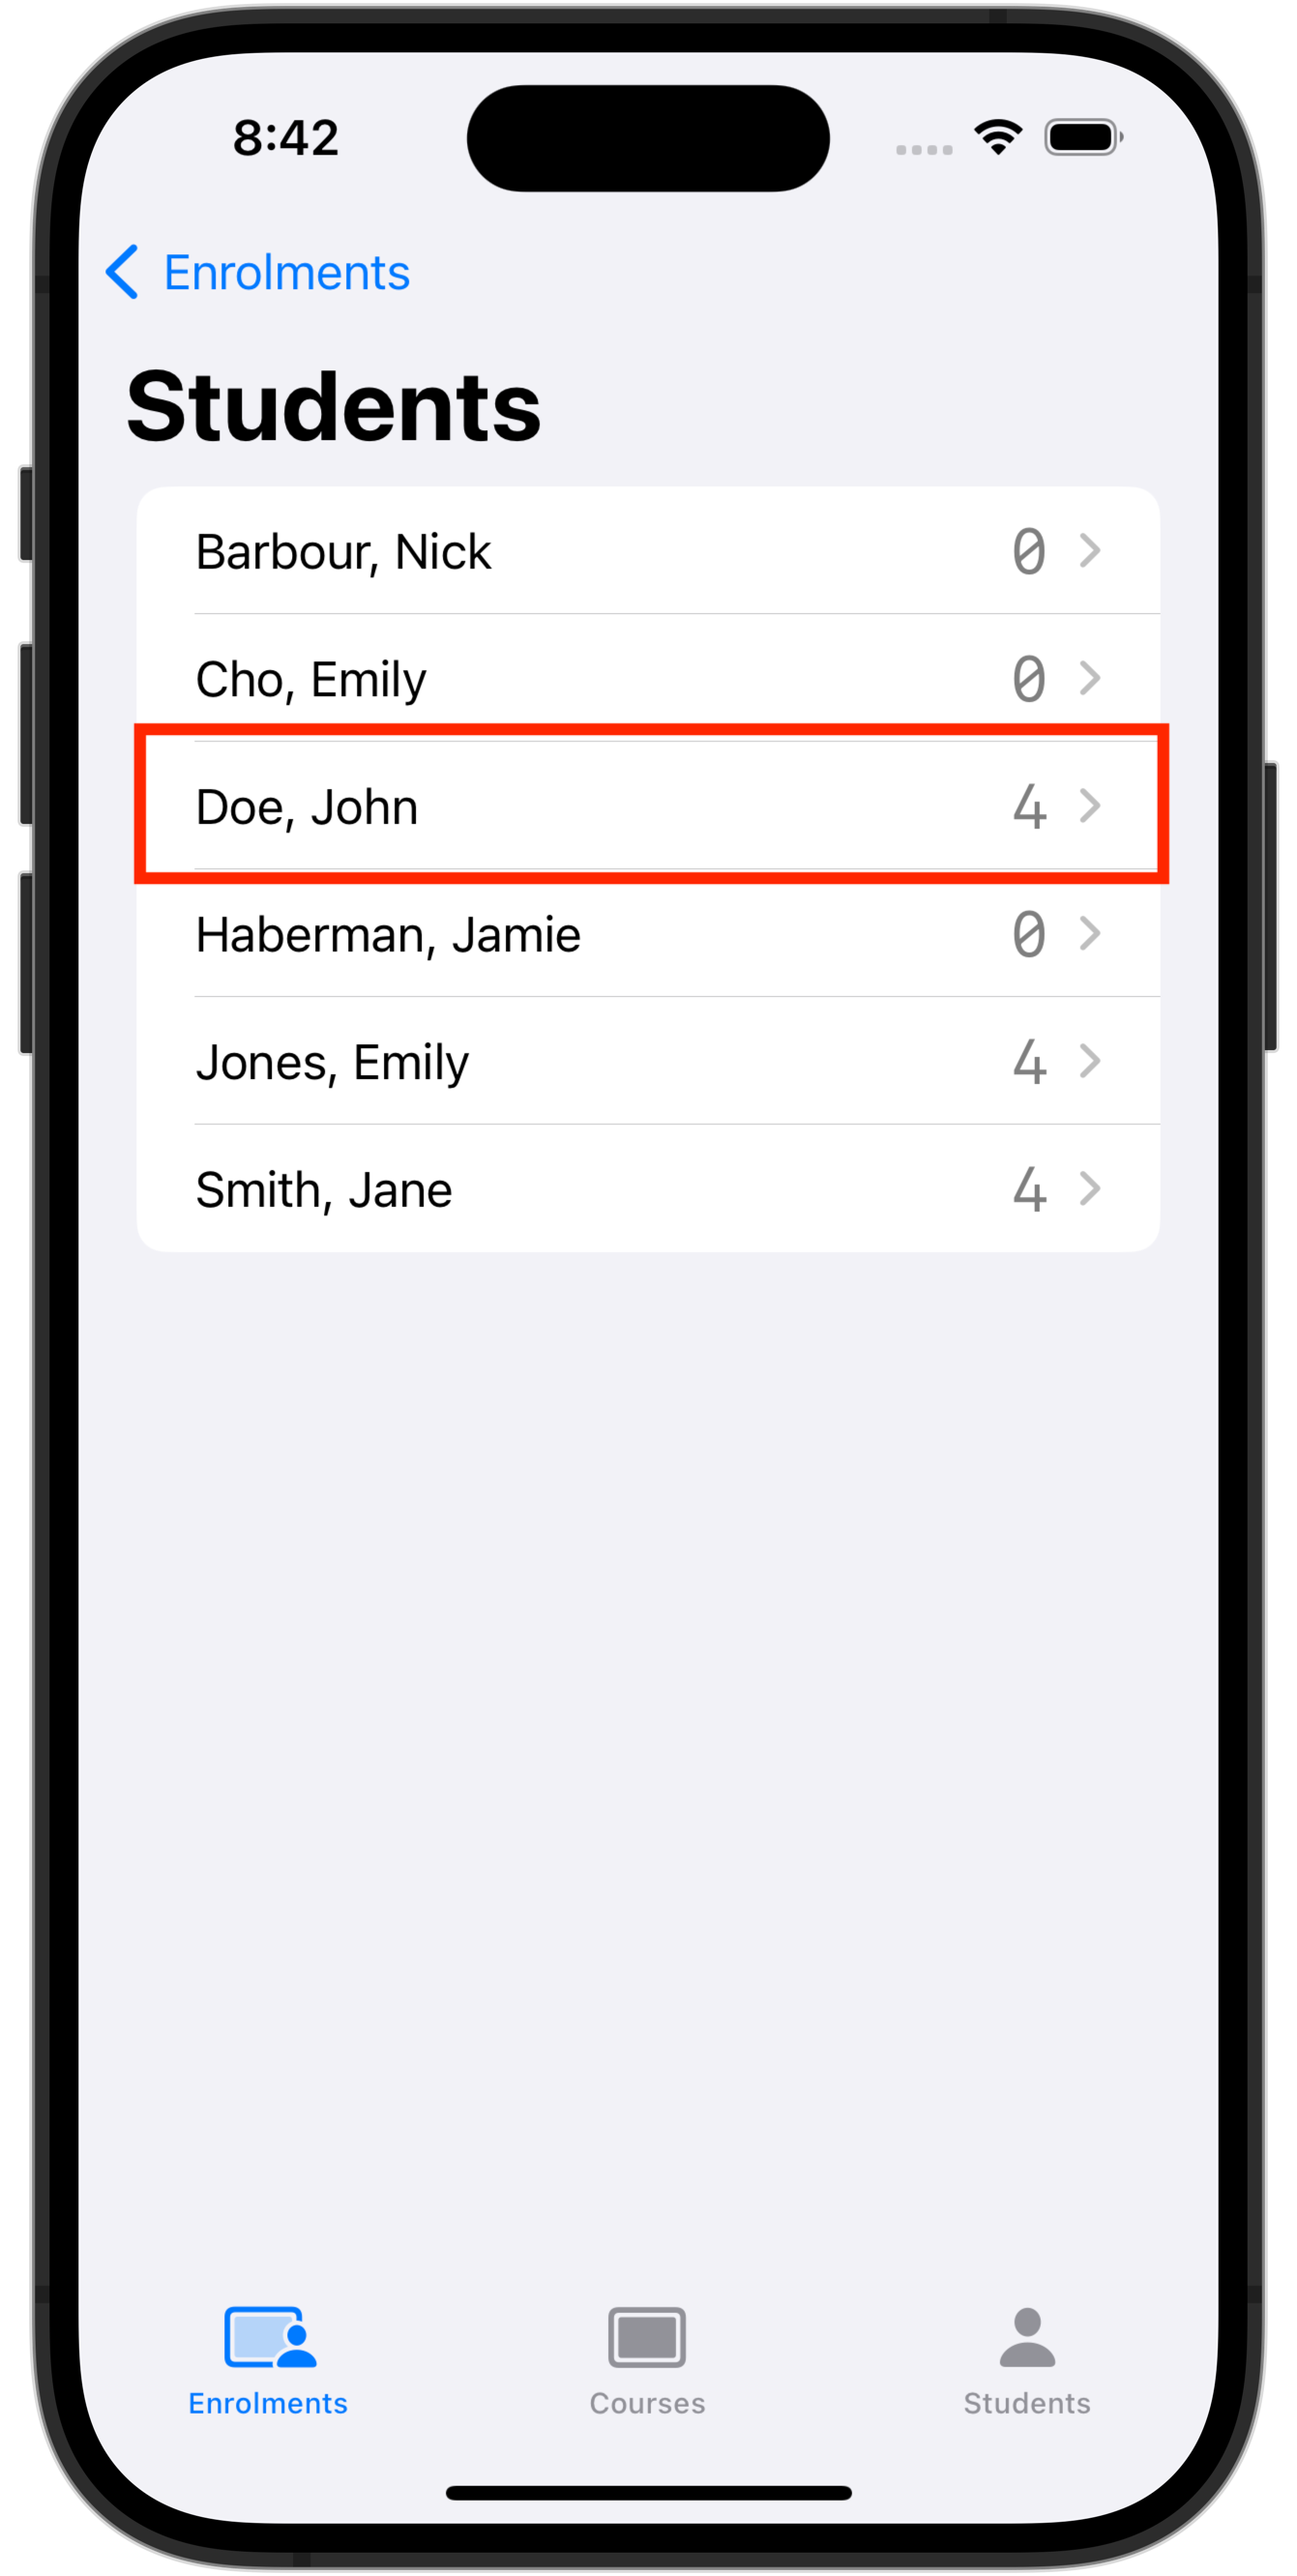 8:42
Enrolments
Students
Barbour, Nick 0
Cho, Emily 0
Doe, John 4
Haberman, Jamie 0
Jones, Emily 4
Smith, Jane 4
Enrolments Courses Students